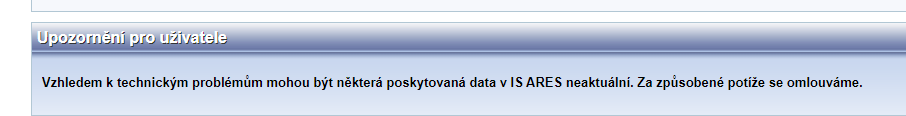 Upozornění pro uživatele
Vzhledem k technickým problémům mohou být některá poskytovaná data v IS ARES neaktuální. Za způsobené potíže se omlouváme.